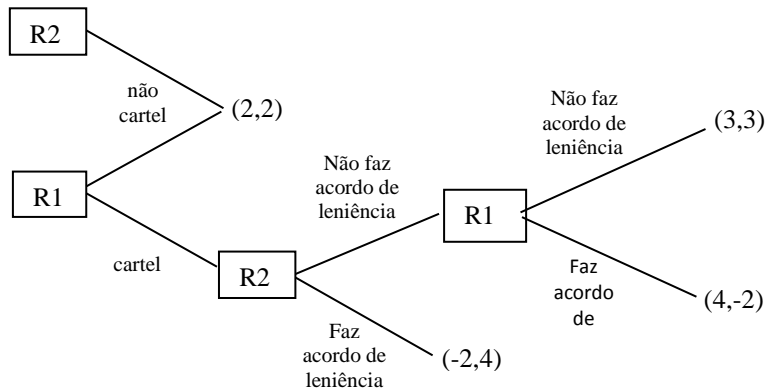 R2
não
cartel
(2,2)
R1
cartel
R2
Não faz
acordo de
leniência
Faz
acordo de
leniência
(-2,4)
R1
Não faz
acordo de
leniência
(3,3)
Faz
acordo
de
(4,-2)